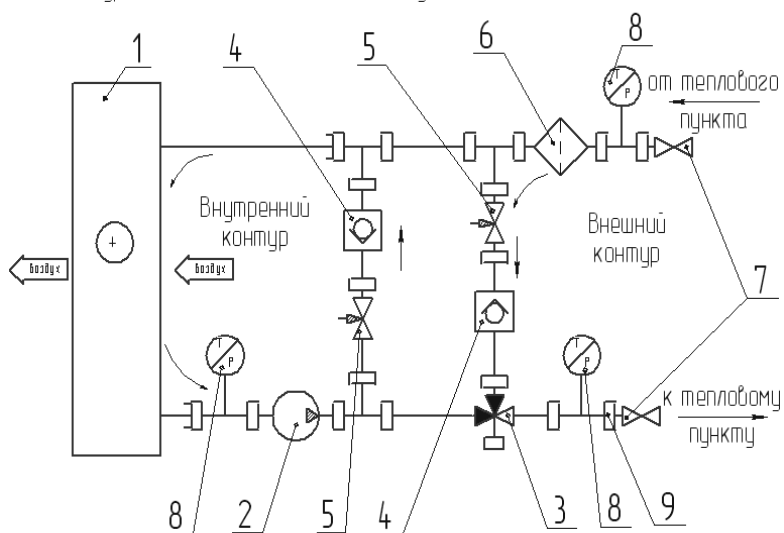 1
4
5
6
8
от теплового
пункта
Внутренний
контур
Внешний
контур
T
P
+
воздух
воздух
7
T
P
T
P
к тепловому
пункту
8
2
5
4
3
8
9